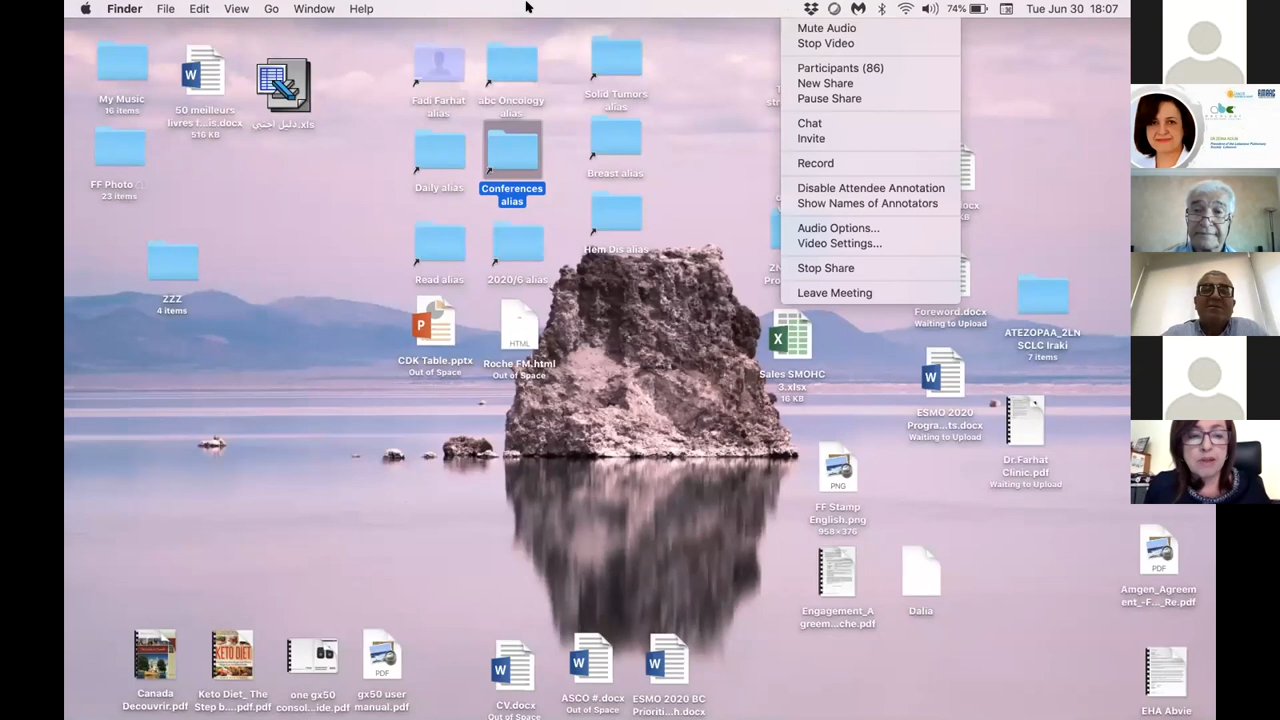 Finder File Edit View Go Window Help
74%
Tue Jun 30 18:07
Mute Audio
Stop Video
Participants (86)
New Share
Pause Share
Chat
Invite
Record
Disable Attendee Annotation
Show Names of Annotators
Audio Options...
Video Settings...
Stop Share
Leave Meeting
My Music
16 items
50 meilleurs
livres t...is.docx
516 KB
دليل اجنبي.xls
Fadi Farhat
alias
abc Oncology
alias
Solid Tumors
alias
FF Photo
23 items
Daily alias
Conferences
alias
Breast alias
ZZZ
4 items
Read alias
2020/6 alias
Hem Dis alias
CDK Table.pptx
Out of Space
HTML
Roche FM.html
Out of Space
Sales SMOHC
3.xlsx
16 KB
Foreword.docx
Waiting to Upload
ATEZOPAA_2LN
SCLC Iraki
7 items
ESMO 2020
Progra...ts.docx
Waiting to Upload
Dr.Farhat
Clinic.pdf
Waiting to Upload
PNG
FF Stamp
English.png
958×376
Engagement_A
greem...che.pdf
Dalia
PDF
Amgen_Agreem
ent_-F..._Re.pdf
Canada
Decouvrir.pdf
KETO DIET
Keto Diet_ The
Step b....pdf.pdf
one gx50
consol...ide.pdf
PDF
gx50 user
manual.pdf
CV.docx
Out of Space
ASCO #.docx
Out of Space
ESMO 2020 BC
Prioriti...h.docx
EHA Abvie